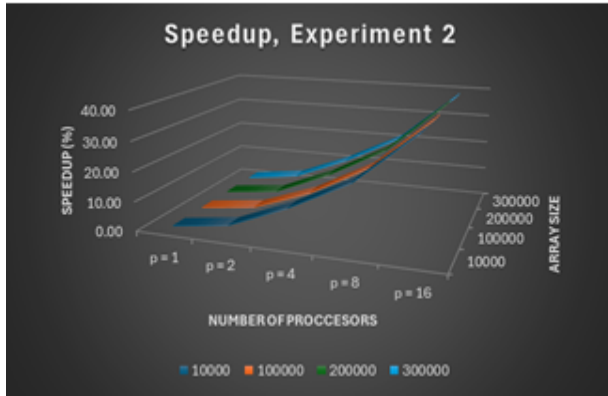 Speedup, Experiment 2
40.00
30.00
20.00
10.00
0.00
SPEEDUP (%)
p = 1
p = 2
p = 4
p = 8
p = 16
NUMBER OF PROCCESORS
300000
200000
100000
10000
ARRAY SIZE
10000 100000 200000 300000